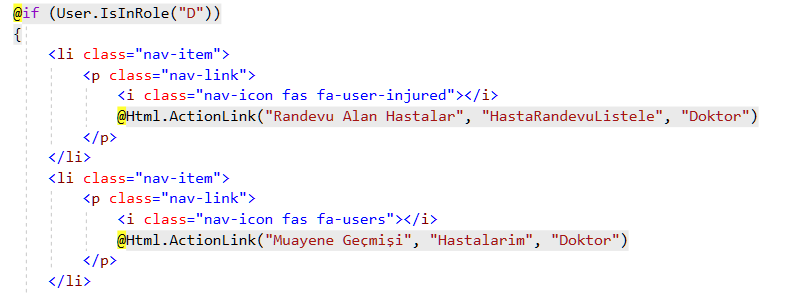 @if (User.IsInRole("D"))
{
<li class="nav-item">
<p class="nav-link">
<i class="nav-icon fas fa-user-injured"></i>
@Html.ActionLink("Randevu Alan Hastalar", "HastaRandevuListele", "Doktor")
</p>
</li>
<li class="nav-item">
<p class="nav-link">
<i class="nav-icon fas fa-users"></i>
@Html.ActionLink("Muayene Geçmişi", "Hastalarim", "Doktor")
</p>
</li>